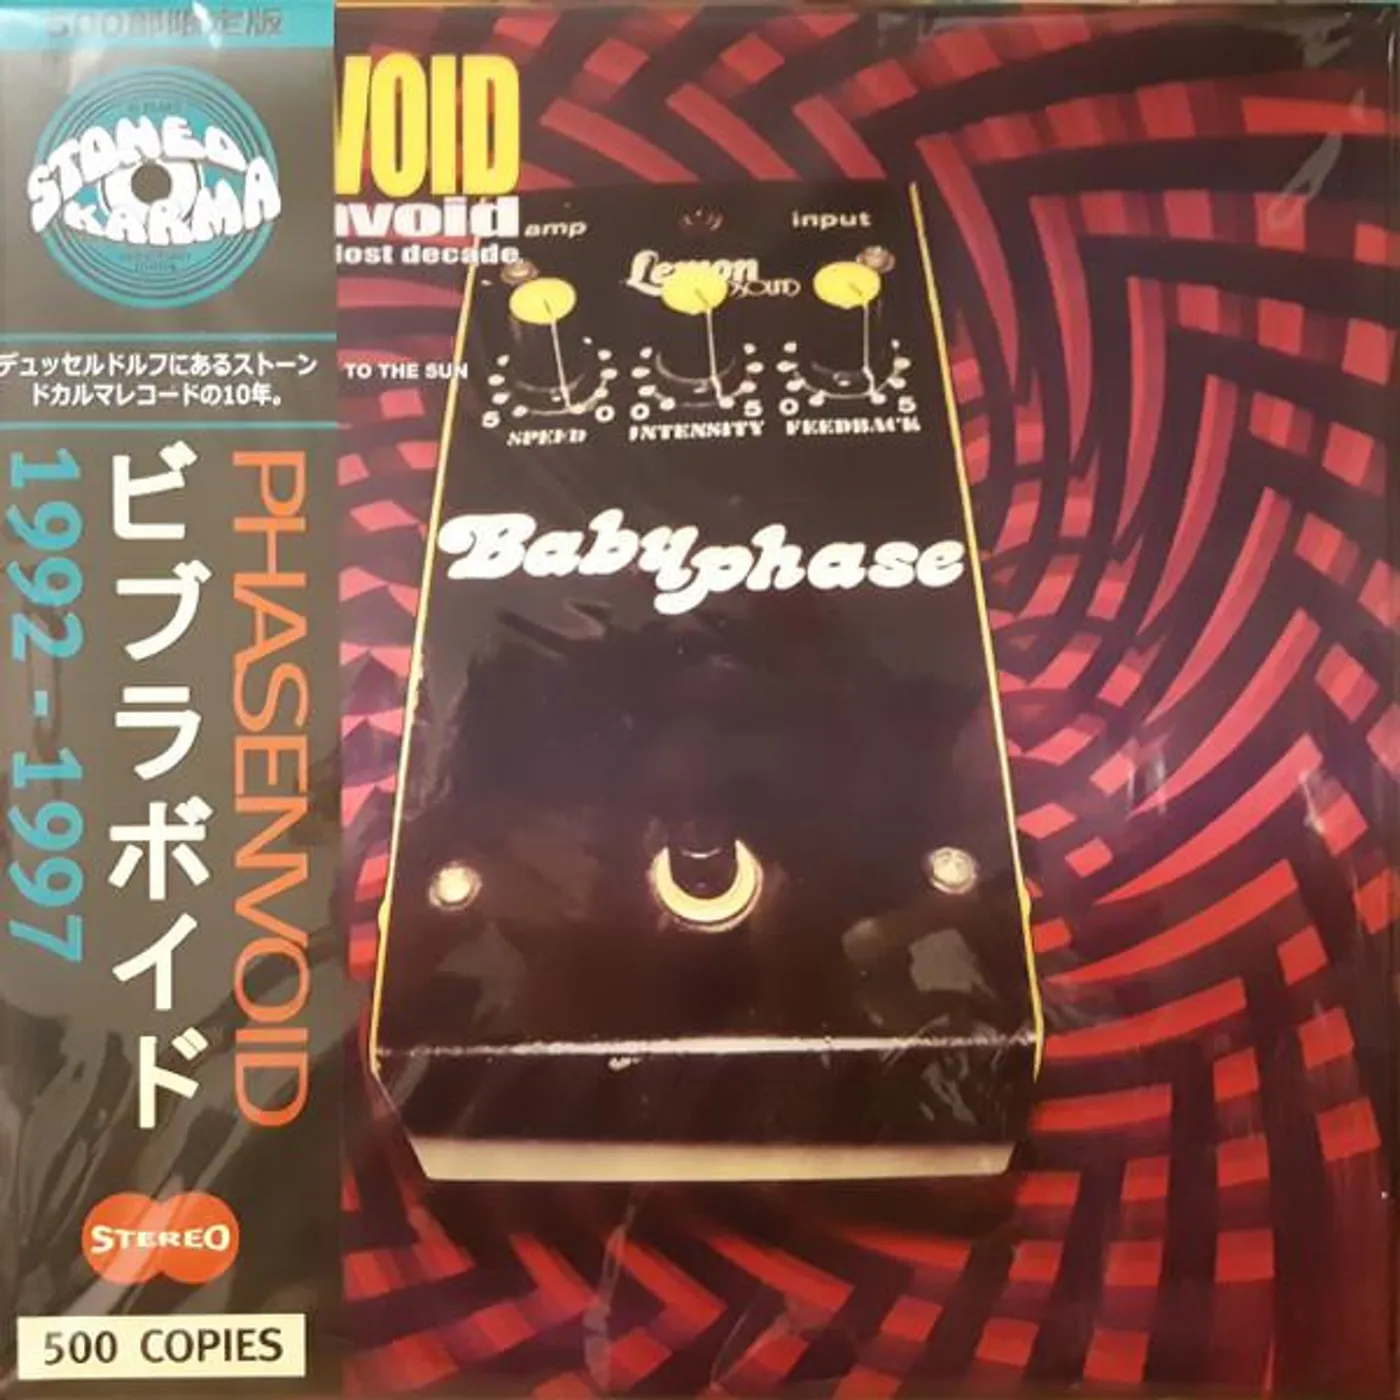 500部限定版
STONED
KARMA
デュッセルドルフにあるストーン
ドカルマレコードの10年。
PHASENVOID
ビブラボイド
1992 - 1997
STEREO
500 COPIES
VOID
nvoid
lost decade
TO THE SUN
amp
input
Lemon
SOUND
5 0
0 5
0 5
SPEED
INTENSITY
FEEDBACK
Babyphase